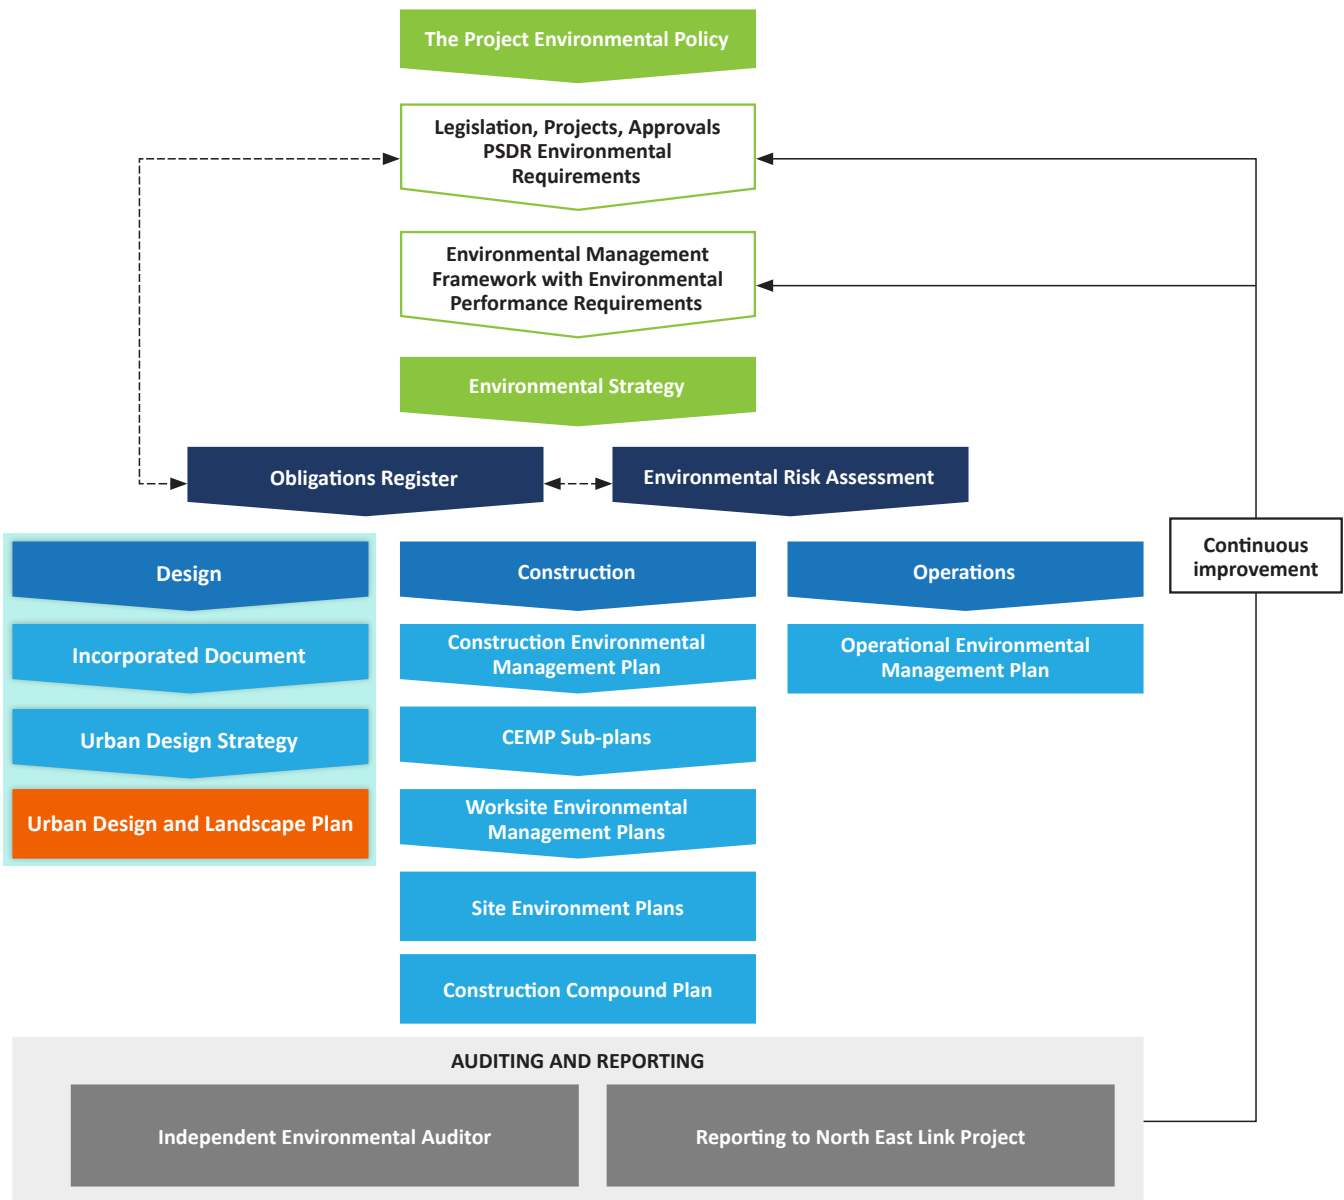 The Project Environmental Policy
Legislation, Projects, Approvals
PSDR Environmental
Requirements
Environmental Management
Framework with Environmental
Performance Requirements
Environmental Strategy
Obligations Register
Environmental Risk Assessment
Continuous
improvement
Design
Construction
Operations
Incorporated Document
Construction Environmental
Management Plan
Operational Environmental
Management Plan
Urban Design Strategy
CEMP Sub-plans
Urban Design and Landscape Plan
Worksite Environmental
Management Plans
Site Environment Plans
Construction Compound Plan
AUDITING AND REPORTING
Independent Environmental Auditor
Reporting to North East Link Project